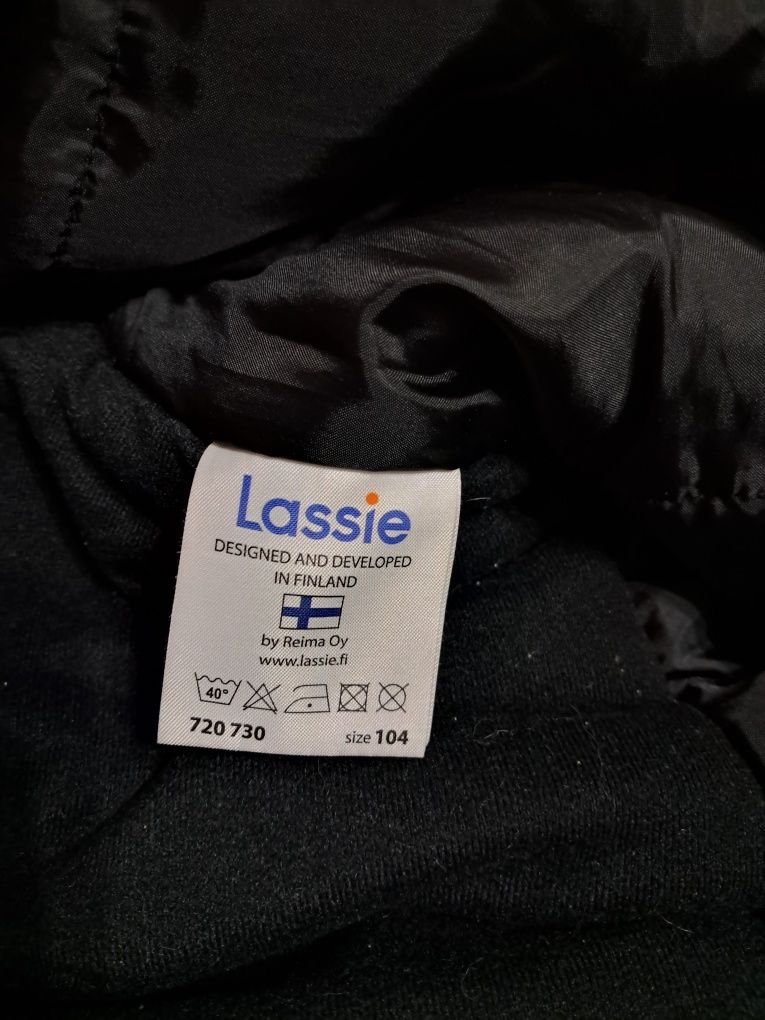 Lassie
DESIGNED AND DEVELOPED
IN FINLAND
by Reima Oy
www.lassie.fi
40°
720 730 size 104